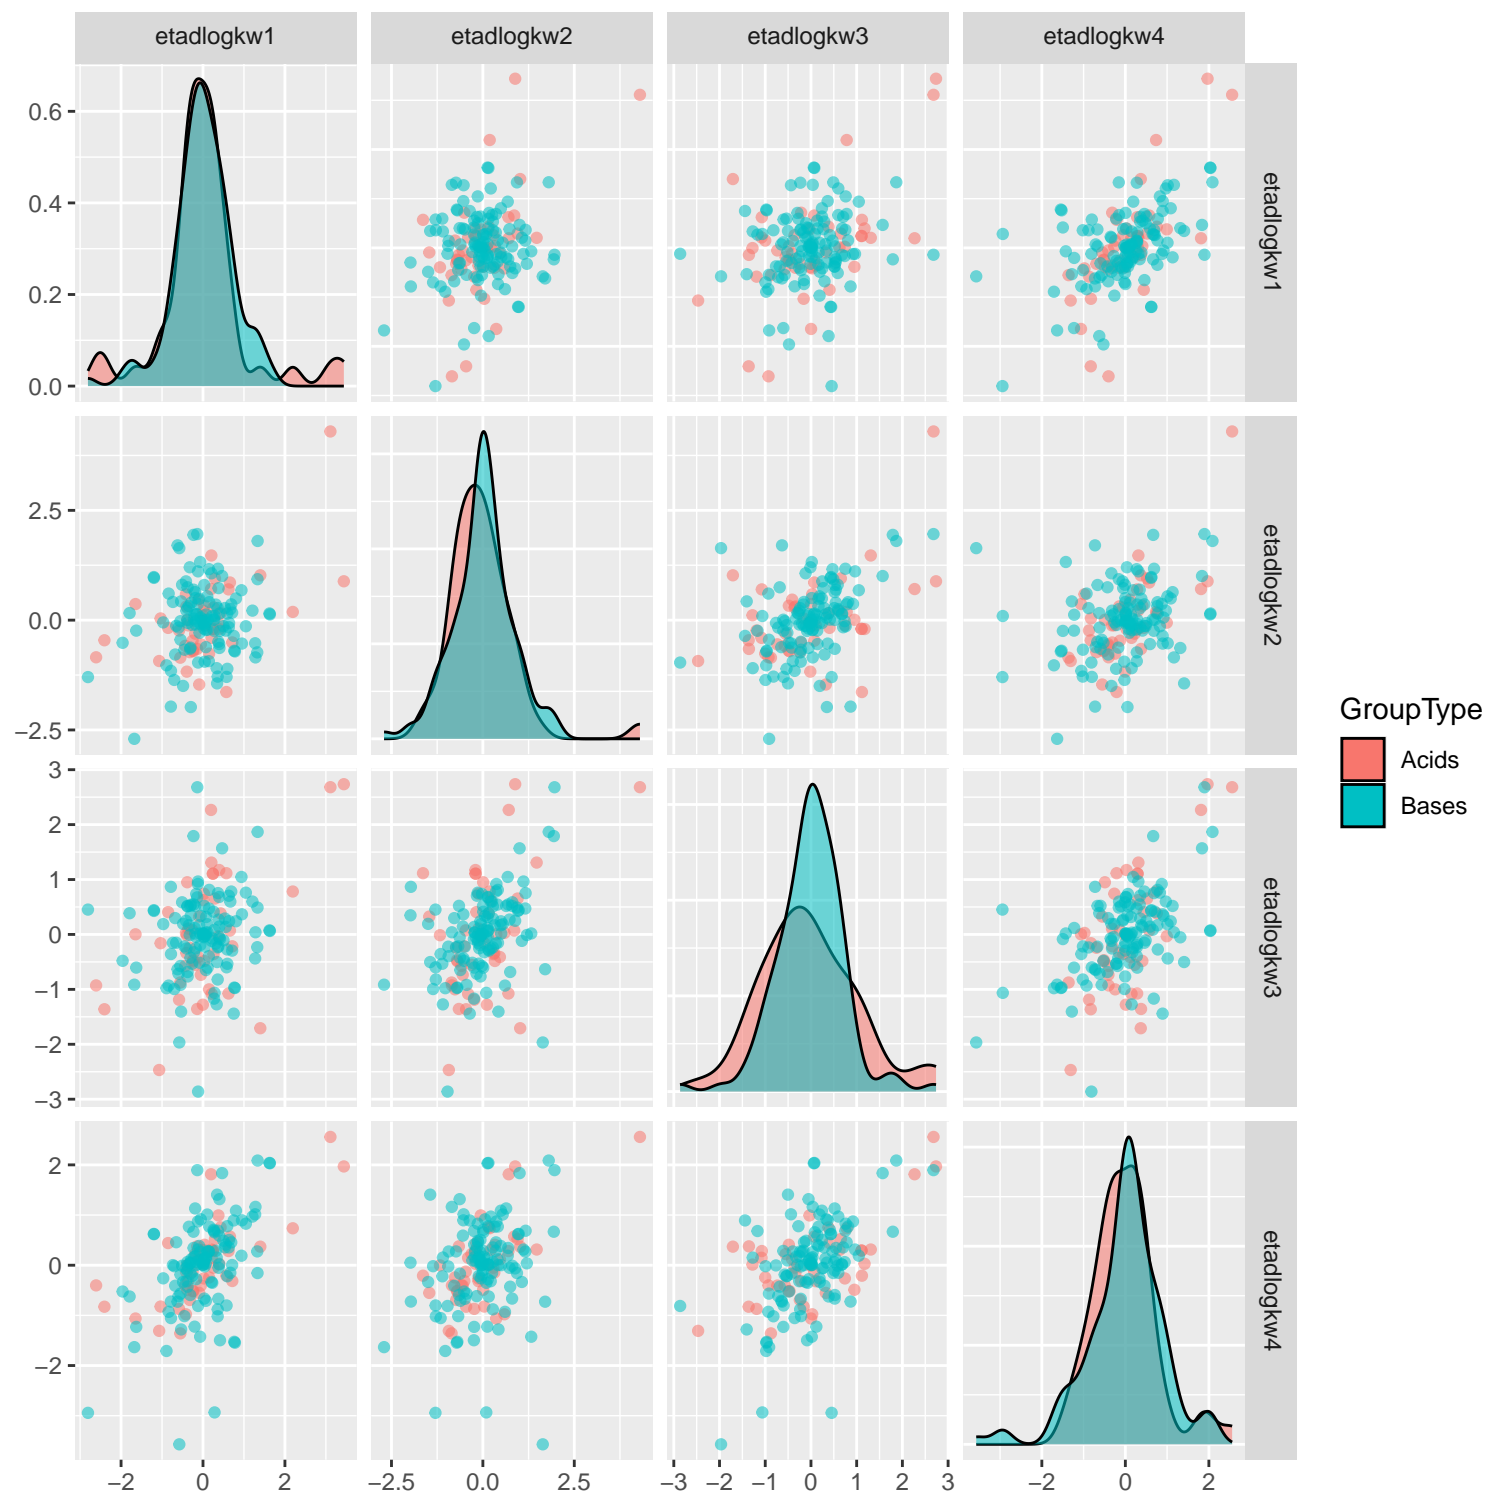 etadlogkw1 etadlogkw2 etadlogkw3 etadlogkw4
0.6
0.4
0.2
0.0
etadlogkw1
2.5
0.0
−2.5
etadlogkw2
GroupType
Acids
Bases
3
2
1
0
−1
−2
−3
etadlogkw3
2
0
−2
etadlogkw4
−2 0 2 −2.5 0.0 2.5 −3 −2 −1 0 1 2 3 −2 0 2